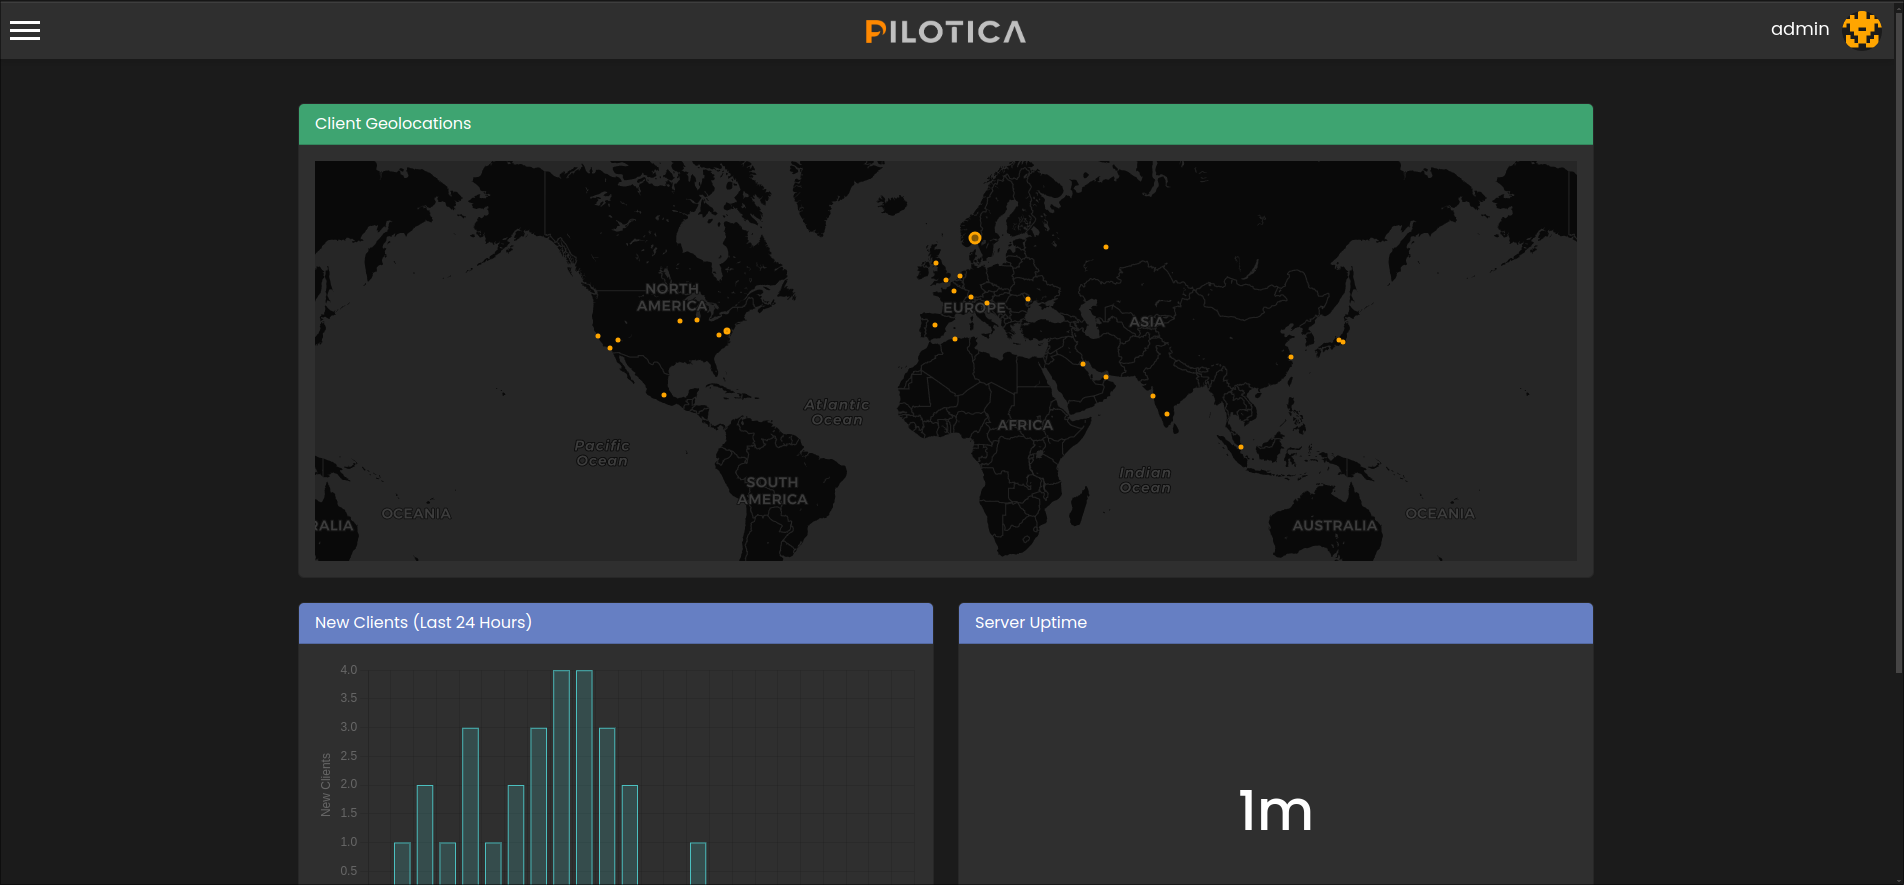 PILOTICA
admin
Client Geolocations
NORTH
AMERICA
EUROPE
ASIA
Atlantic
Ocean
AFRICA
Pacific
Ocean
Indian
Ocean
SOUTH
AMERICA
OCEANIA
OCEANIA
RALIA
AUSTRALIA
New Clients (Last 24 Hours)
Server Uptime
4.0
3.5
3.0
2.5
2.0
1.5
1.0
0.5
New Clients
1m